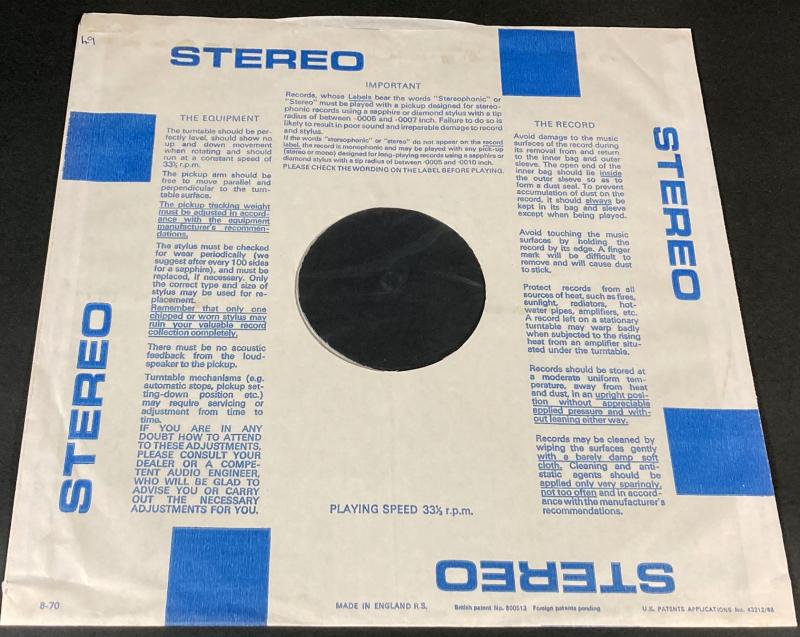 49
STEREO
IMPORTANT
Records, whose Labels bear the words "Stereophonic" or
"Stereo" must be played with a pickup designed for stereo-
phonic records using a sapphire or diamond stylus with a tip
radius of between ·0005 and ·0007 inch. Failure to do so is
likely to result in poor sound and irreparable damage to record
and stylus.
If the words "stereophonic" or "stereo" do not appear on the record
label, the record is monophonic and may be played with any pick-up
(stereo or mono) designed for long-playing records using a sapphire or
diamond stylus with a tip radius of between ·0005 and ·0010 inch.
PLEASE CHECK THE WORDING ON THE LABEL BEFORE PLAYING.
THE EQUIPMENT
The turntable should be per-
fectly level, should show no
up and down movement
when rotating and should
run at a constant speed of
33⅓ r.p.m.
The pickup arm should be
free to move parallel and
perpendicular to the turn-
table surface.
The pickup tracking weight
must be adjusted in accord-
ance with the equipment
manufacturer's recommen-
dations.
The stylus must be checked
for wear periodically (we
suggest after every 100 sides
for a sapphire), and must be
replaced, if necessary. Only
the correct type and size of
stylus may be used for re-
placement.
Remember that only one
chipped or worn stylus may
ruin your valuable record
collection completely.
There must be no acoustic
feedback from the loud-
speaker to the pickup.
Turntable mechanisms (e.g.
automatic stops, pickup set-
ting-down position etc.)
may require servicing or
adjustment from time to
time.
IF YOU ARE IN ANY
DOUBT HOW TO ATTEND
TO THESE ADJUSTMENTS,
PLEASE CONSULT YOUR
DEALER OR A COMPE-
TENT AUDIO ENGINEER,
WHO WILL BE GLAD TO
ADVISE YOU OR CARRY
OUT THE NECESSARY
ADJUSTMENTS FOR YOU.
THE RECORD
Avoid damage to the music
surfaces of the record during
its removal from and return
to the inner bag and outer
sleeve. The open end of the
inner bag should lie inside
the outer sleeve so as to
form a dust seal. To prevent
accumulation of dust on the
record, it should always be
kept in its bag and sleeve
except when being played.
Avoid touching the music
surfaces by holding the
record by its edge. A finger
mark will be difficult to
remove and will cause dust
to stick.
Protect records from all
sources of heat, such as fires,
sunlight, radiators, hot-
water pipes, amplifiers, etc.
A record left on a stationary
turntable may warp badly
when subjected to the rising
heat from an amplifier situ-
ated under the turntable.
Records should be stored at
a moderate uniform tem-
perature, away from heat
and dust, in an upright posi-
tion without appreciable
applied pressure and with-
out leaning either way.
Records may be cleaned by
wiping the surfaces gently
with a barely damp soft
cloth. Cleaning and anti-
static agents should be
applied only very sparingly,
not too often and in accord-
ance with the manufacturer's
recommendations.
STEREO
STEREO
PLAYING SPEED 33⅓ r.p.m.
STEREO
8-70
MADE IN ENGLAND R.S.
British patent No. 800513 Foreign patents pending
U.K. PATENTS APPLICATIONS No. 43212/68